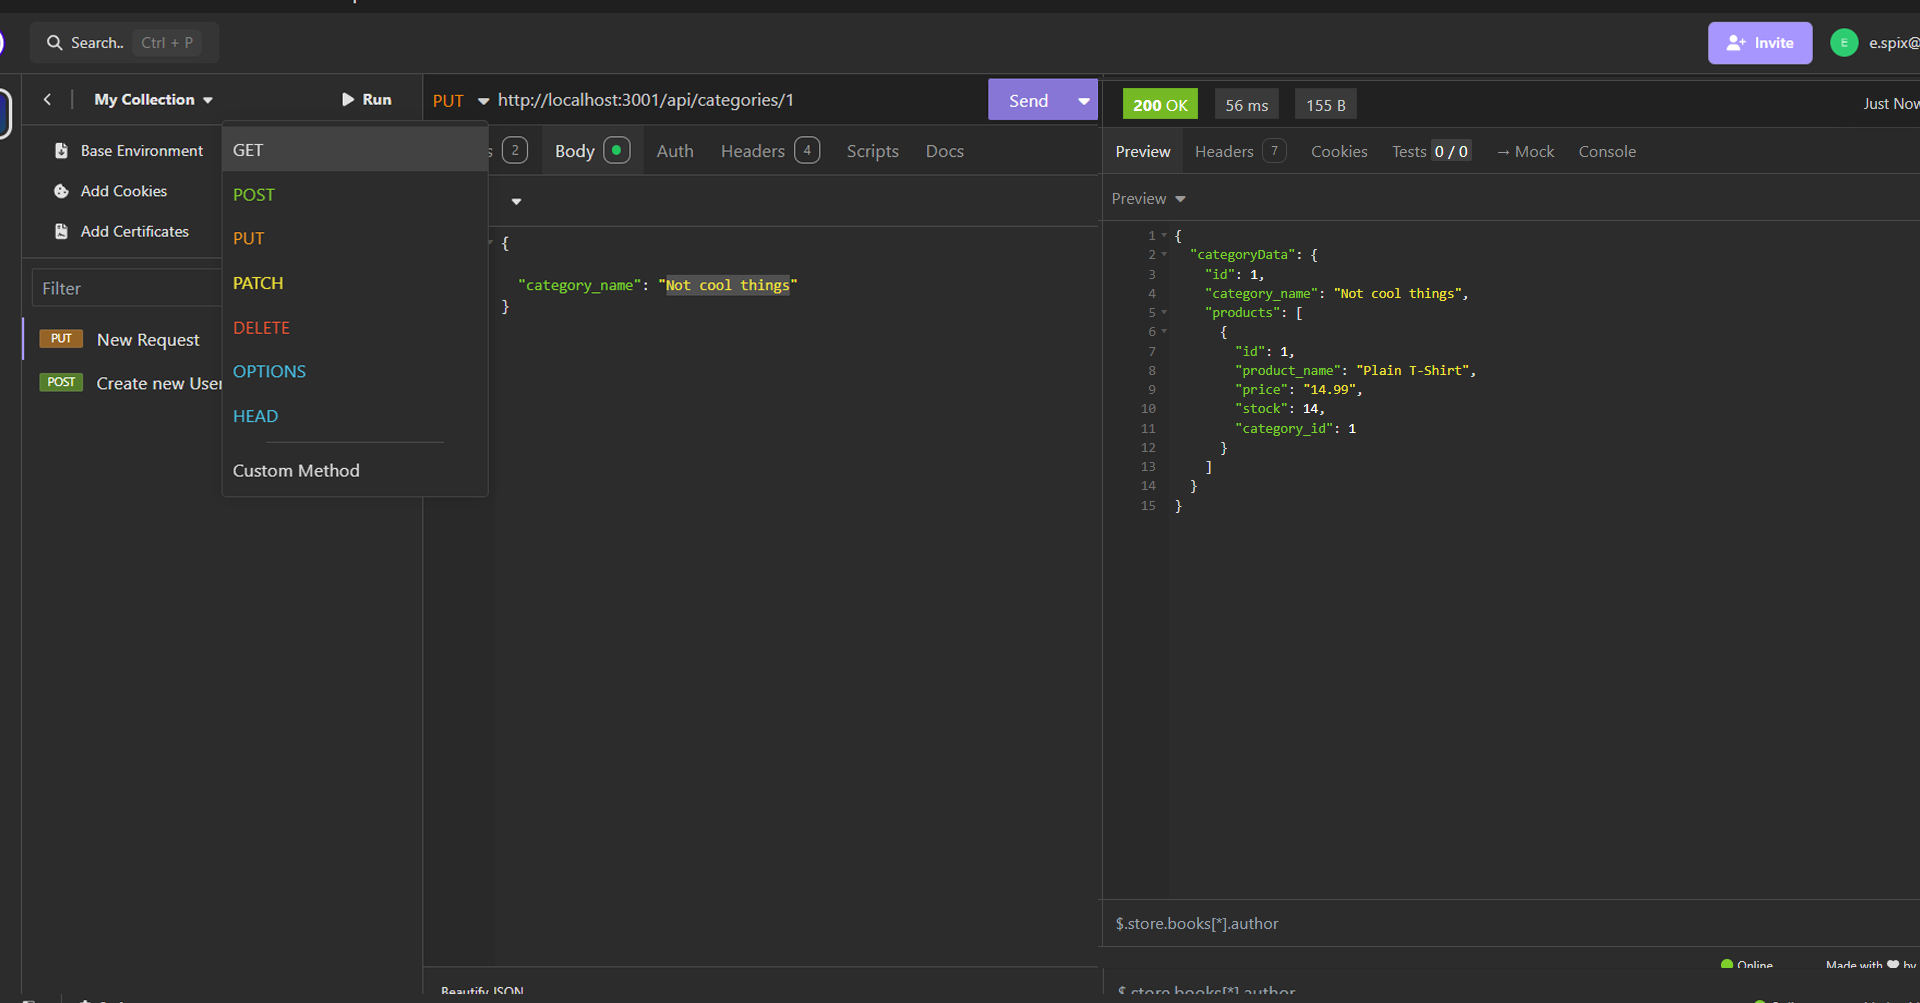 Search.. Ctrl + P
Invite
E e.spix@
My Collection
Run
Base Environment
Add Cookies
Add Certificates
Filter
PUT New Request
POST Create new User
GET
POST
PUT
PATCH
DELETE
OPTIONS
HEAD
Custom Method
PUT http://localhost:3001/api/categories/1 Send
s 2 Body Auth Headers 4 Scripts Docs
{
"category_name": "Not cool things"
}
Beautify JSON
200 OK 56 ms 155 B Just Now
Preview Headers 7 Cookies Tests 0 / 0 → Mock Console
Preview
1 {
2 "categoryData": {
3 "id": 1,
4 "category_name": "Not cool things",
5 "products": [
6 {
7 "id": 1,
8 "product_name": "Plain T-Shirt",
9 "price": "14.99",
10 "stock": 14,
11 "category_id": 1
12 }
13 ]
14 }
15 }
$.store.books[*].author
Online Made with ❤ by
$.store.books[*].author